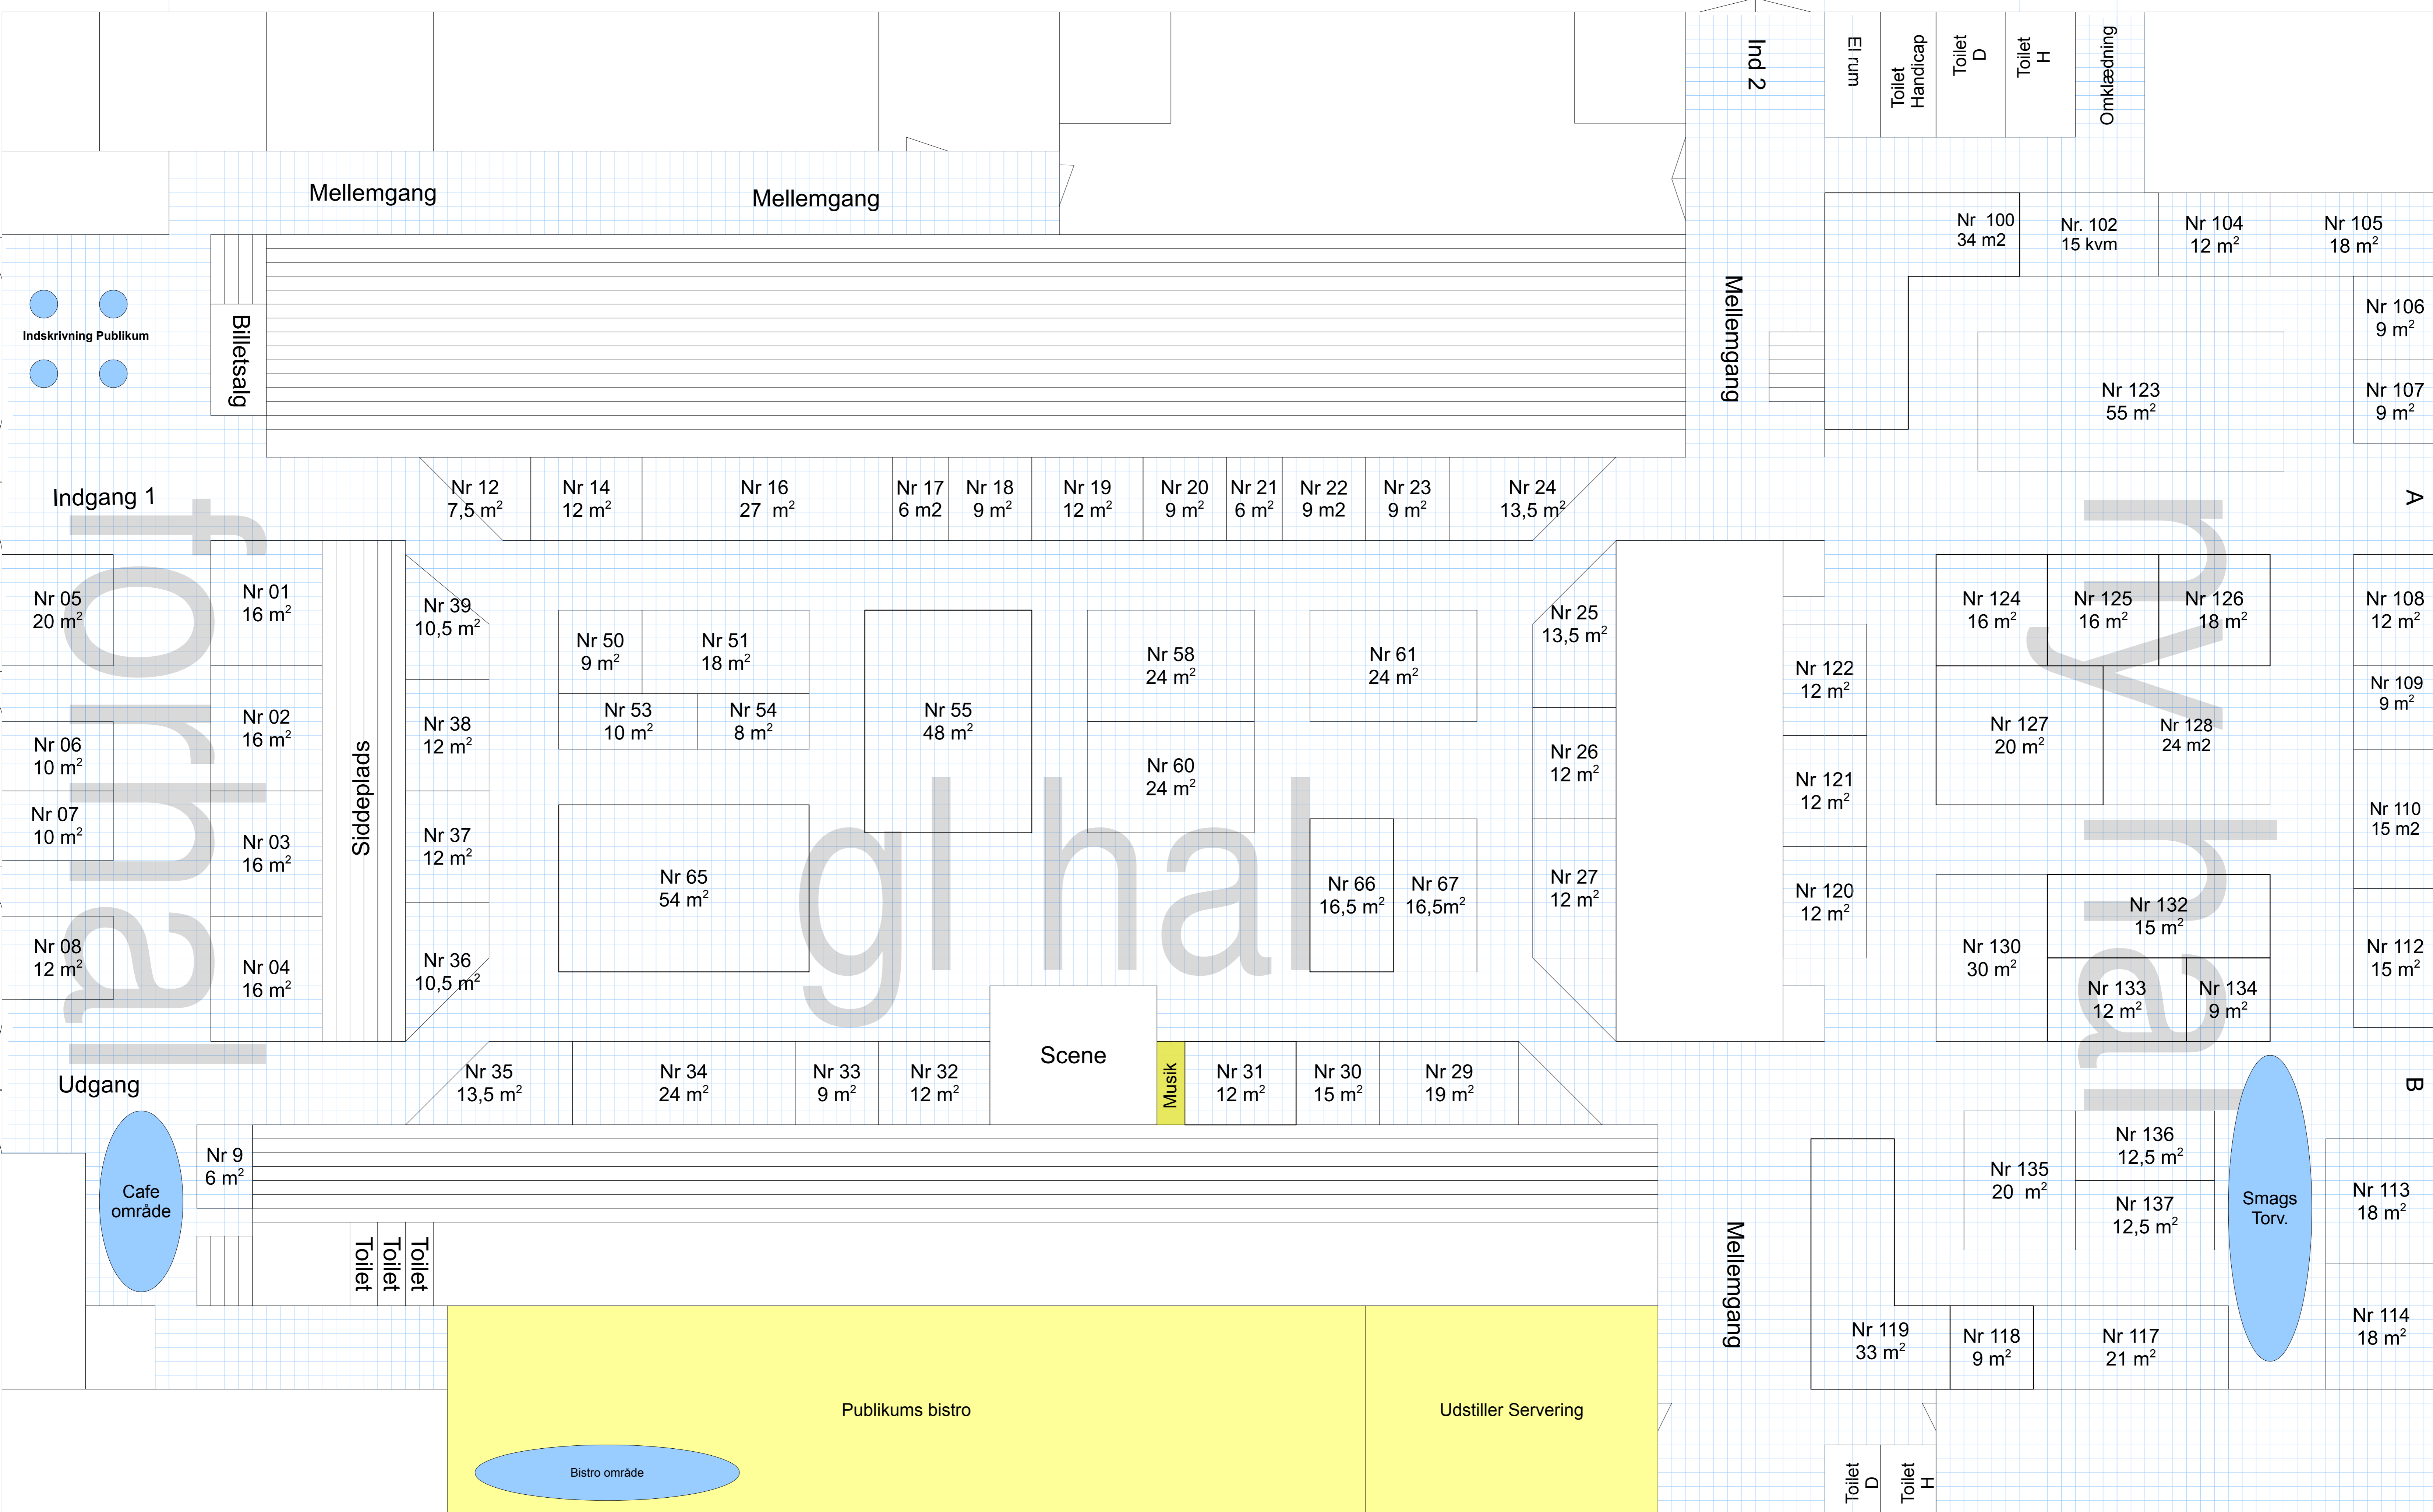 Ind 2
El rum
Toilet
Handicap
Toilet
D
Toilet
H
Omklædning
Mellemgang
Mellemgang
Nr 100
34 m2
Nr. 102
15 kvm
Nr 104
12 m²
Nr 105
18 m²
Indskrivning Publikum
Billetsalg
Mellemgang
Nr 106
9 m²
Nr 107
9 m²
Nr 123
55 m²
Indgang 1
Nr 12
7,5 m²
Nr 14
12 m²
Nr 16
27 m²
Nr 17
6 m2
Nr 18
9 m²
Nr 19
12 m²
Nr 20
9 m²
Nr 21
6 m²
Nr 22
9 m2
Nr 23
9 m²
Nr 24
13,5 m²
A
forhal
gl hal
ny hal
Nr 05
20 m²
Nr 01
16 m²
Nr 39
10,5 m²
Nr 50
9 m²
Nr 51
18 m²
Nr 53
10 m²
Nr 54
8 m²
Nr 55
48 m²
Nr 58
24 m²
Nr 60
24 m²
Nr 61
24 m²
Nr 25
13,5 m²
Nr 26
12 m²
Nr 27
12 m²
Nr 122
12 m²
Nr 121
12 m²
Nr 120
12 m²
Nr 124
16 m²
Nr 125
16 m²
Nr 126
18 m²
Nr 127
20 m²
Nr 128
24 m2
Nr 108
12 m²
Nr 109
9 m²
Nr 110
15 m2
Nr 112
15 m²
Nr 06
10 m²
Nr 07
10 m²
Nr 08
12 m²
Nr 02
16 m²
Nr 03
16 m²
Nr 04
16 m²
Siddeplads
Nr 38
12 m²
Nr 37
12 m²
Nr 36
10,5 m²
Nr 65
54 m²
Nr 66
16,5 m²
Nr 67
16,5m²
Nr 130
30 m²
Nr 132
15 m²
Nr 133
12 m²
Nr 134
9 m²
Udgang
Nr 35
13,5 m²
Nr 34
24 m²
Nr 33
9 m²
Nr 32
12 m²
Scene
Musik
Nr 31
12 m²
Nr 30
15 m²
Nr 29
19 m²
B
Cafe
område
Nr 9
6 m²
Toilet
Toilet
Toilet
Mellemgang
Nr 135
20 m²
Nr 136
12,5 m²
Nr 137
12,5 m²
Smags
Torv.
Nr 113
18 m²
Nr 114
18 m²
Nr 119
33 m²
Nr 118
9 m²
Nr 117
21 m²
Publikums bistro
Udstiller Servering
Bistro område
Toilet
D
Toilet
H